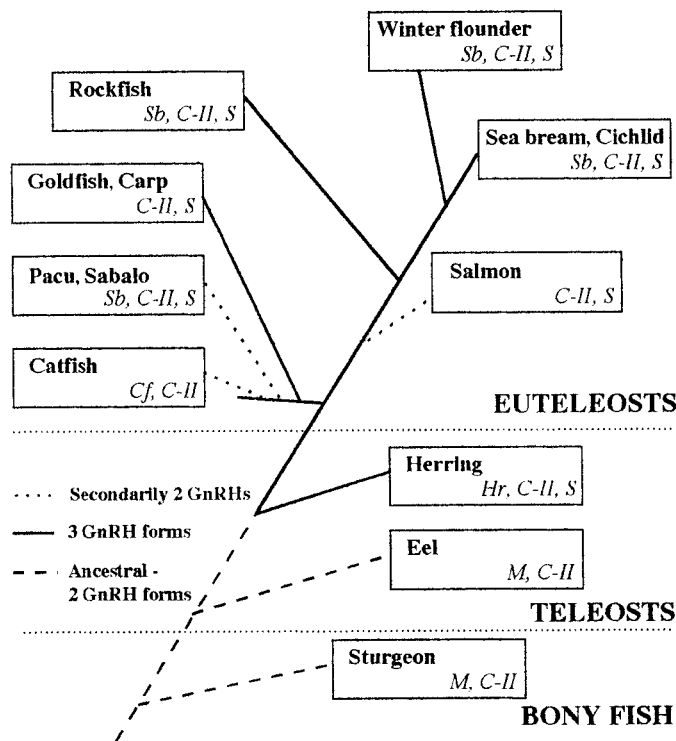 Winter flounder
Sb, C-II, S
Rockfish
Sb, C-II, S
Sea bream, Cichlid
Sb, C-II, S
Goldfish, Carp
C-II, S
Pacu, Sabalo
Sb, C-II, S
Salmon
C-II, S
Catfish
Cf, C-II
EUTELEOSTS
Herring
Hr, C-II, S
Secondarily 2 GnRHs
3 GnRH forms
Ancestral -
2 GnRH forms
Eel
M, C-II
TELEOSTS
Sturgeon
M, C-II
BONY FISH